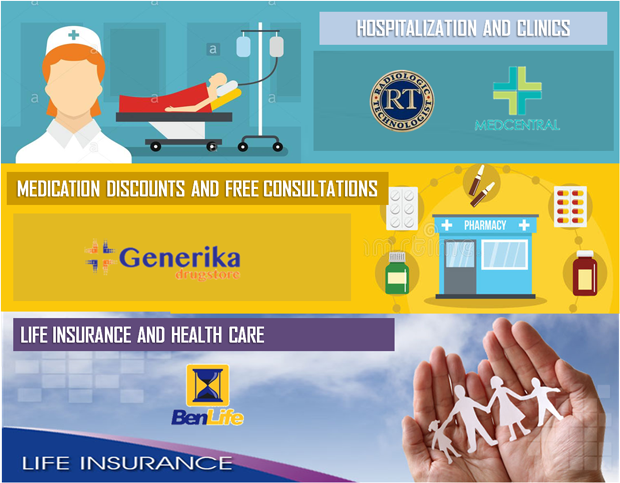 HOSPITALIZATION AND CLINICS
RADIOLOGIC
RT
TECHNOLOGIST
MEDCENTRAL
a
a
a
a
a
MEDICATION DISCOUNTS AND FREE CONSULTATIONS
PHARMACY
Generika
drugstore
LIFE INSURANCE AND HEALTH CARE
BenLife
LIFE INSURANCE